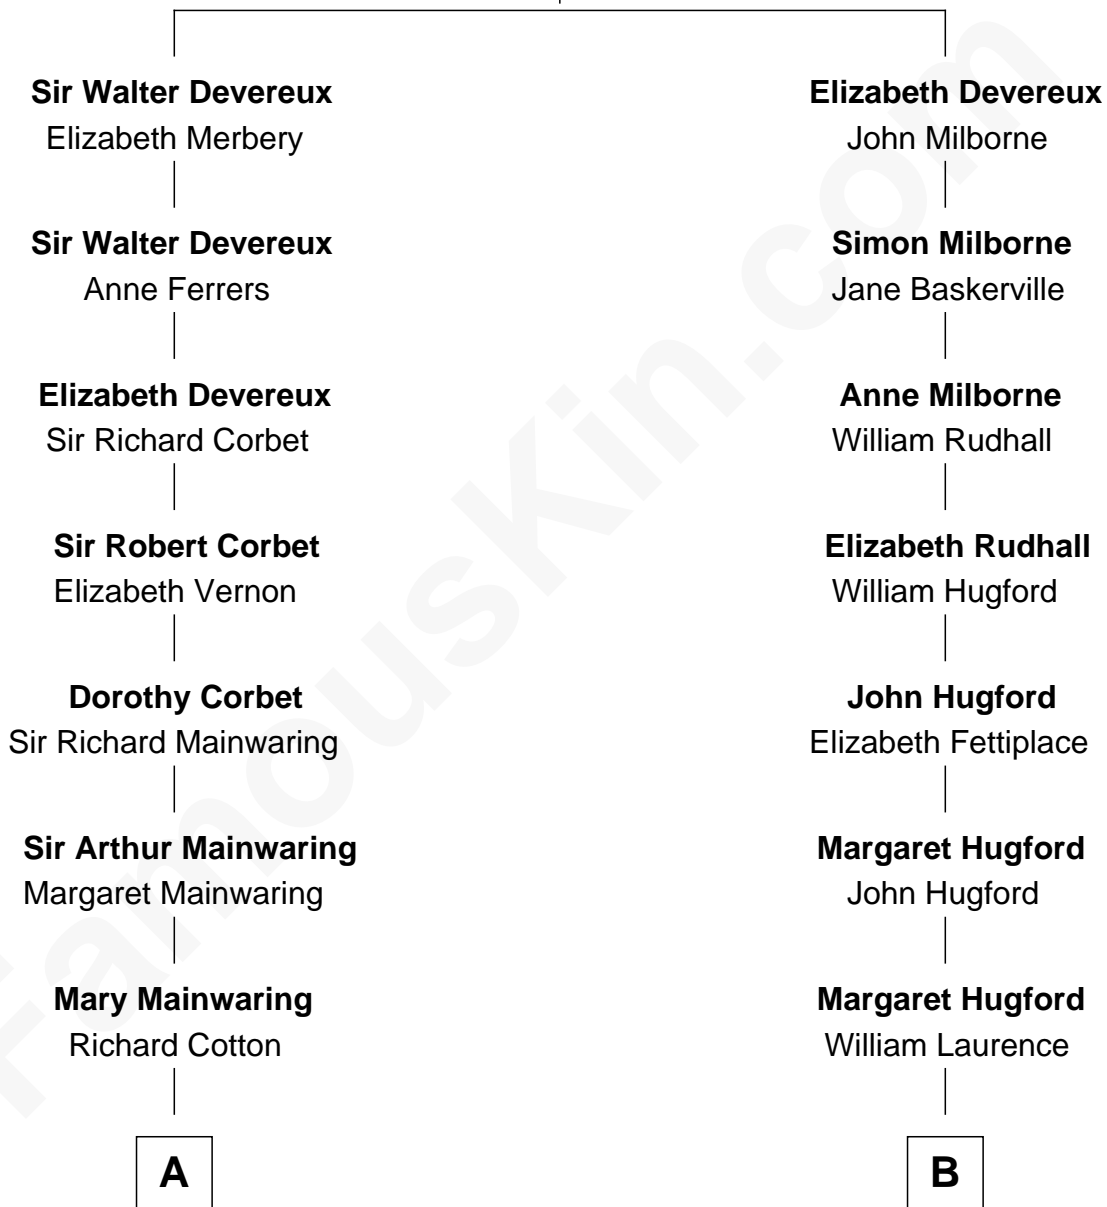 Sir Walter Devereux
Elizabeth Merbery
Sir Walter Devereux
Anne Ferrers
Elizabeth Devereux
Sir Richard Corbet
Sir Robert Corbet
Elizabeth Vernon
Dorothy Corbet
Sir Richard Mainwaring
Sir Arthur Mainwaring
Margaret Mainwaring
Mary Mainwaring
Richard Cotton
A
Elizabeth Devereux
John Milborne
Simon Milborne
Jane Baskerville
Anne Milborne
William Rudhall
Elizabeth Rudhall
William Hugford
John Hugford
Elizabeth Fettiplace
Margaret Hugford
John Hugford
Margaret Hugford
William Laurence
B
FamousKin.com